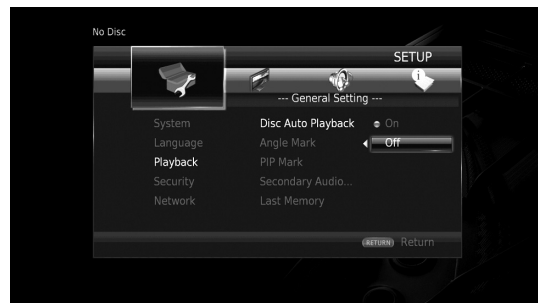 No Disc
SETUP
--- General Setting ---
System
Disc Auto Playback
On
Language
Angle Mark
Off
Playback
PIP Mark
Security
Secondary Audio...
Network
Last Memory
RETURN Return